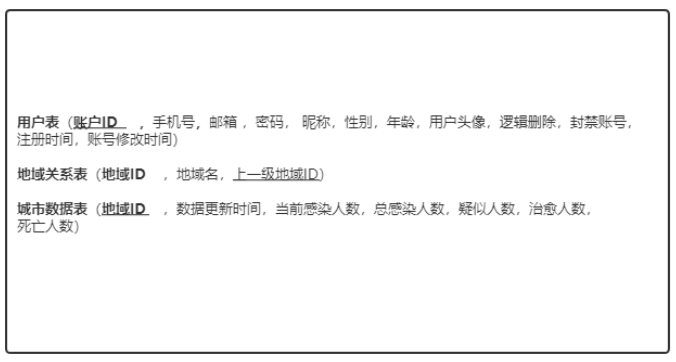 用户表（账户ID ，手机号，邮箱，密码，昵称，性别，年龄，用户头像，逻辑删除，封禁账号，
注册时间，账号修改时间）
地域关系表（地域ID ，地域名，上一级地域ID）
城市数据表（地域ID ，数据更新时间，当前感染人数，总感染人数，疑似人数，治愈人数，
死亡人数）